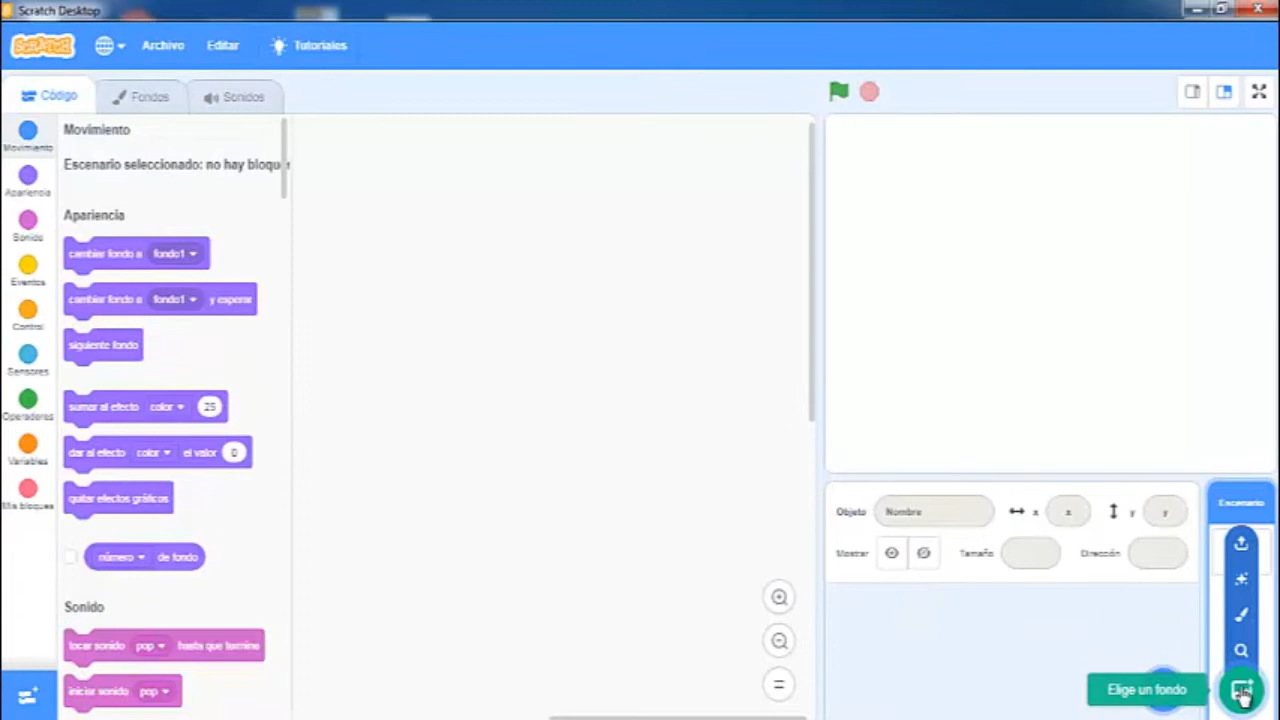 Scratch Desktop
SCRATCH
Archivo
Editar
Tutoriales
Código
Fondos
Sonidos
Movimiento
Apariencia
Sonido
Eventos
Control
Sensores
Operadores
Variables
Mis bloques
Movimiento
Escenario seleccionado: no hay bloque
Apariencia
cambiar fondo a fondo1
cambiar fondo a fondo1 y esperar
siguiente fondo
sumar al efecto color 25
dar al efecto color el valor 0
quitar efectos gráficos
número de fondo
Sonido
tocar sonido pop hasta que termine
iniciar sonido pop
Objeto Nombre x x y y
Mostrar Tamaño Dirección
Escenario
Elige un fondo